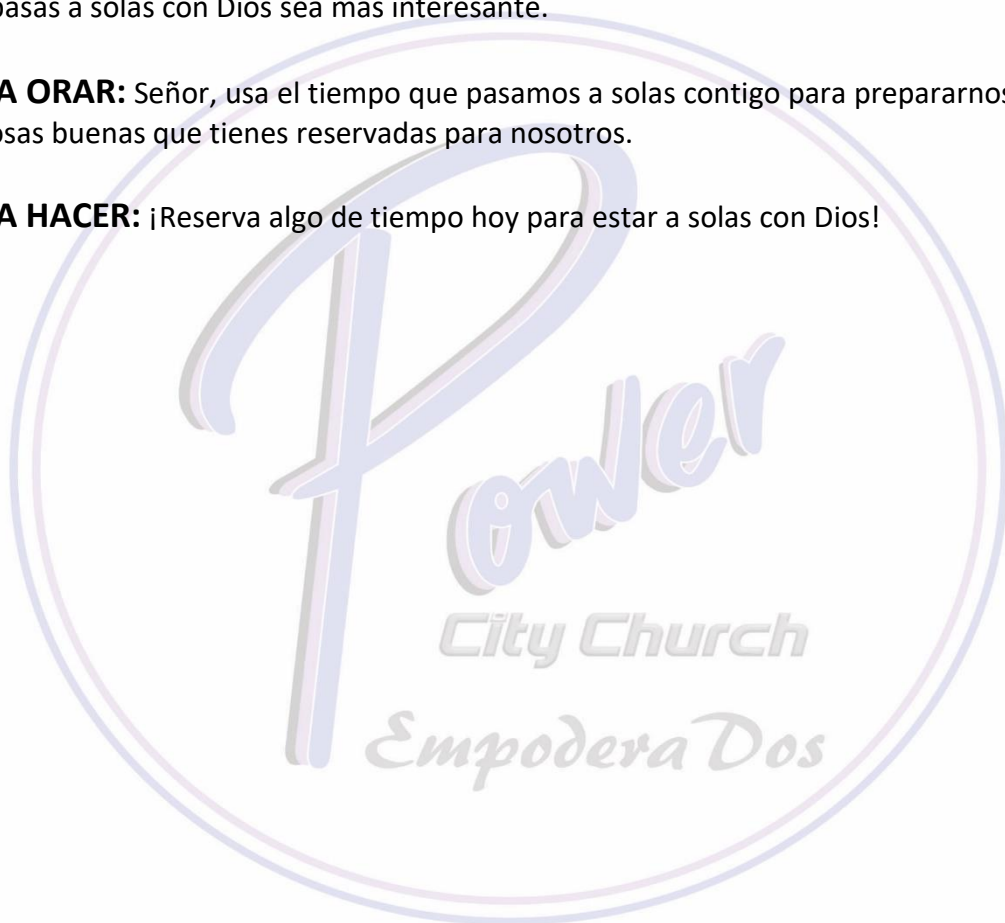 pasas a solas con Dios sea más interesante.
A ORAR: Señor, usa el tiempo que pasamos a solas contigo para prepararnos
osas buenas que tienes reservadas para nosotros.
A HACER: ¡Reserva algo de tiempo hoy para estar a solas con Dios!
Power
City Church
Empodera Dos